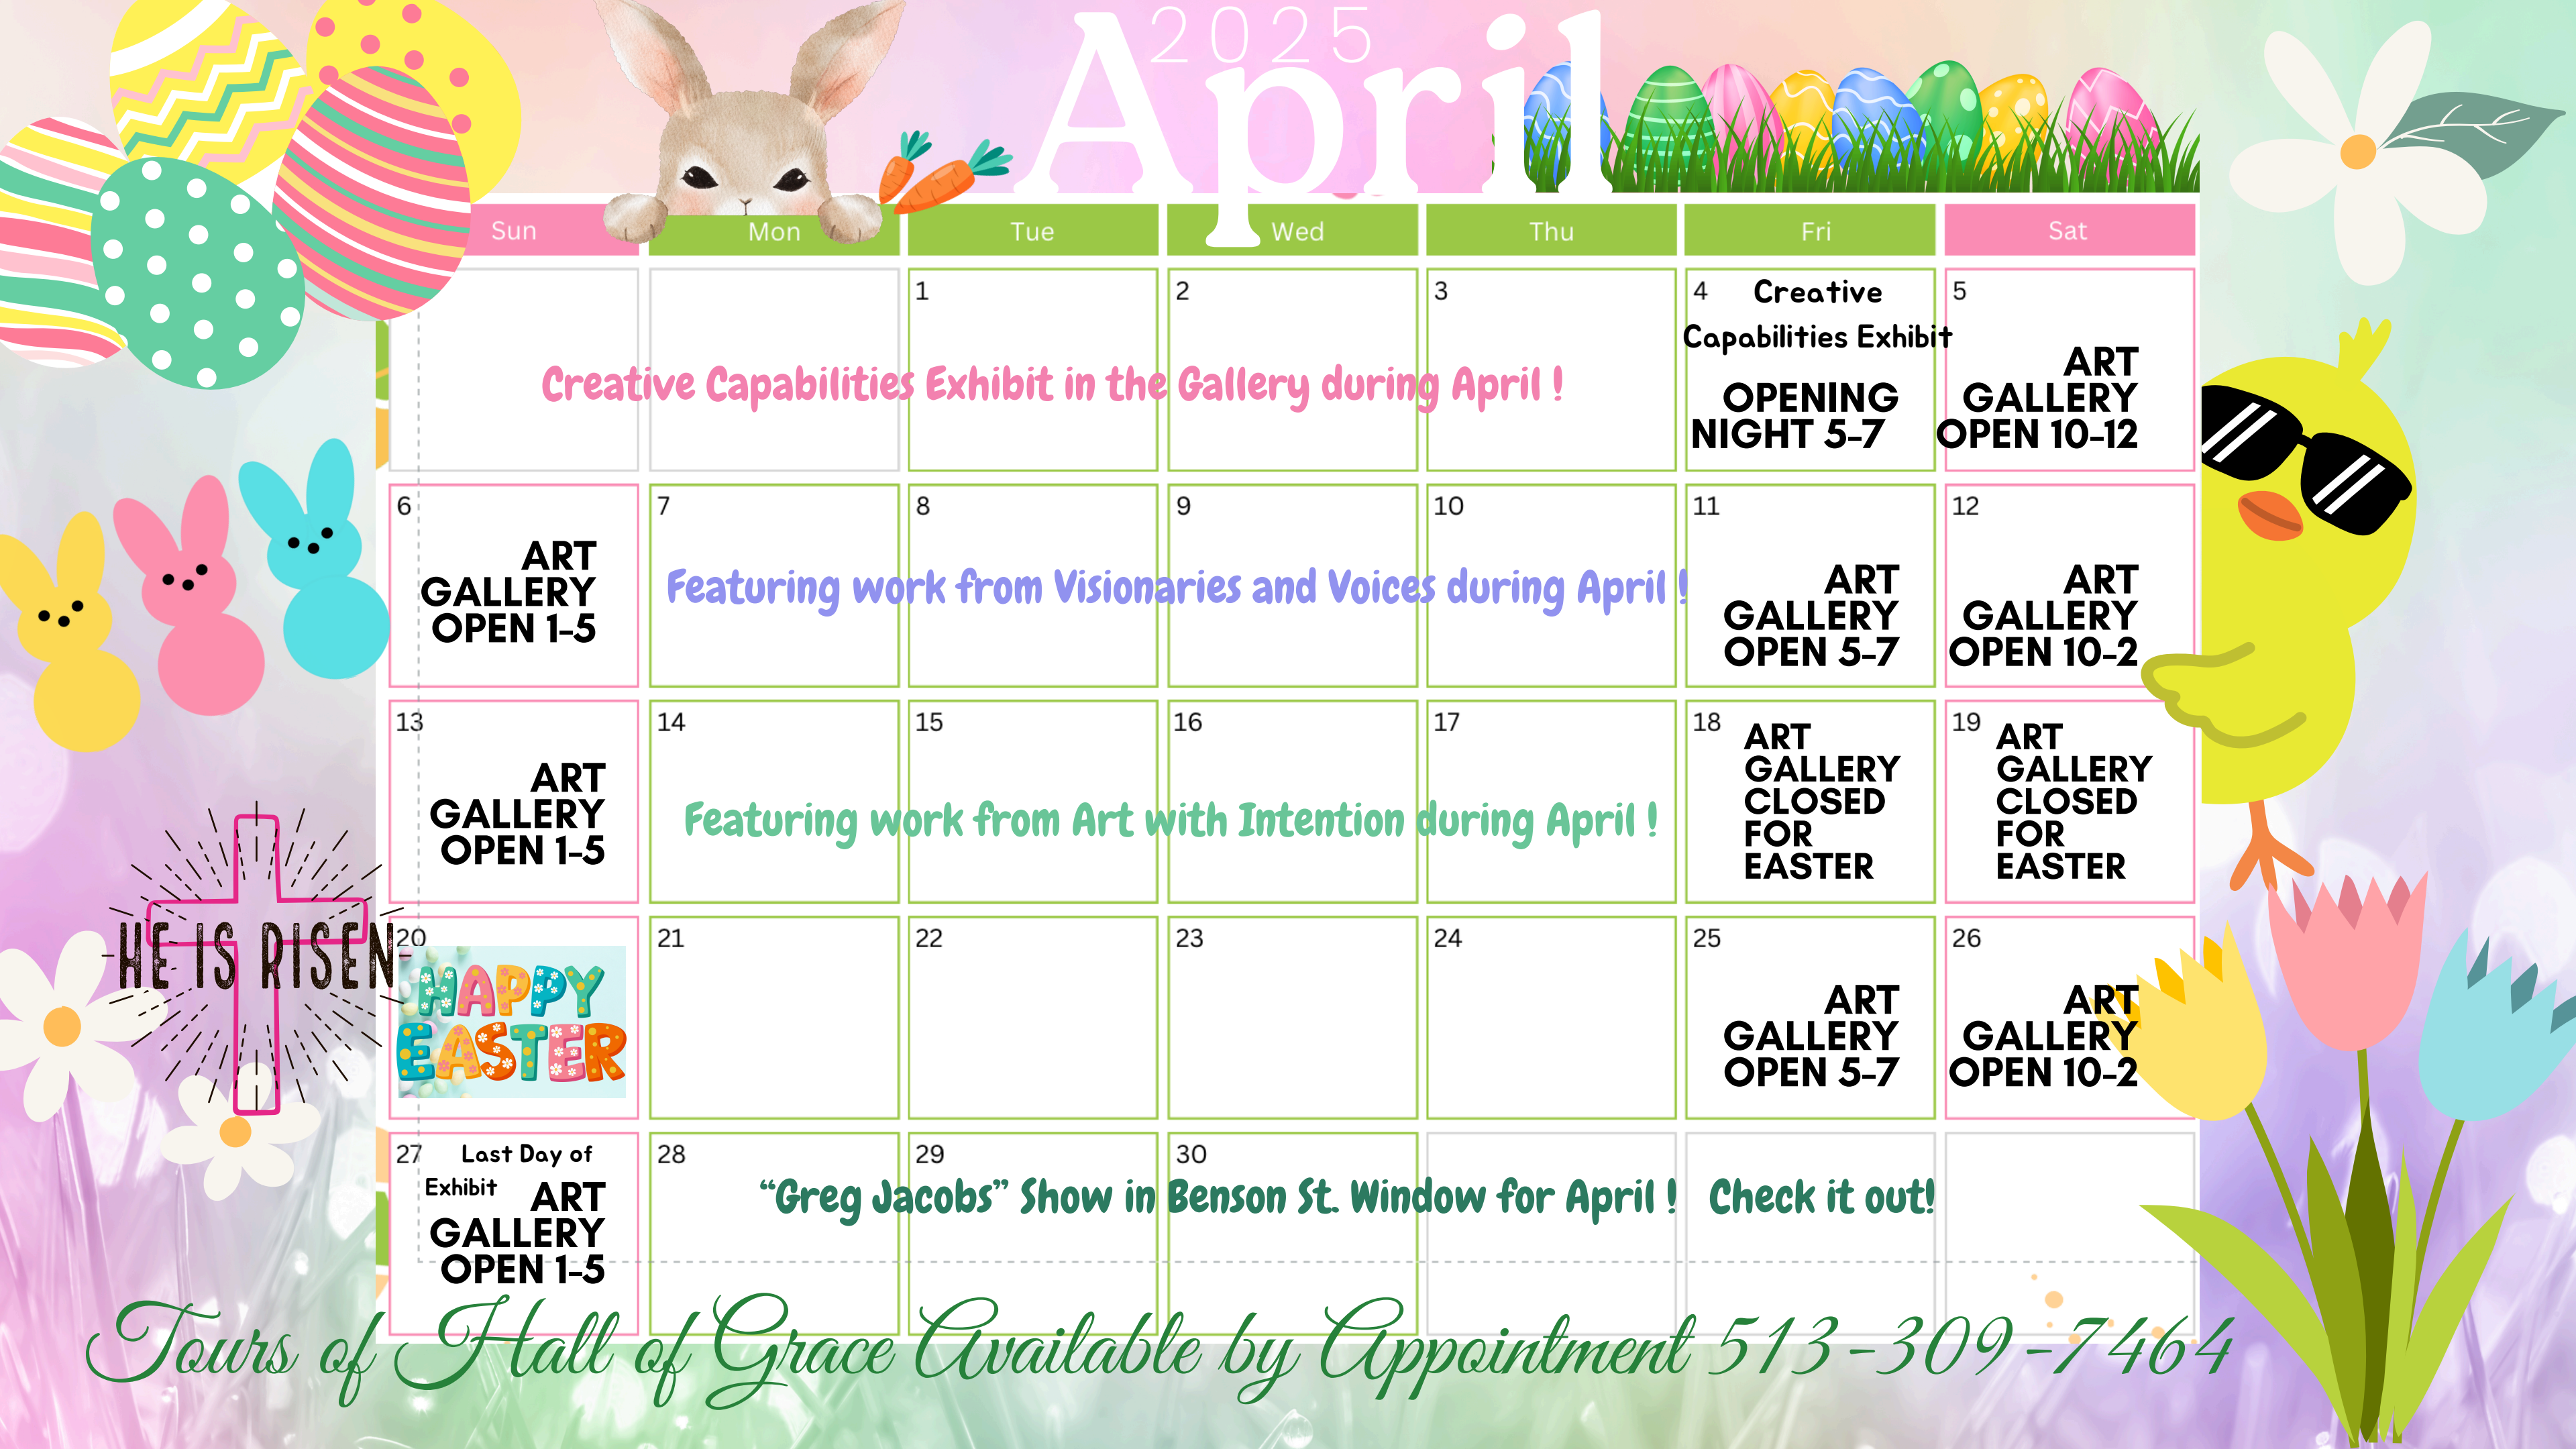 2025
April
Sun Mon Tue Wed Thu Fri Sat
1 2 3 4 5
Creative
Capabilities Exhibit
OPENING
NIGHT 5-7
ART
GALLERY
OPEN 10-12
Creative Capabilities Exhibit in the Gallery during April !
6 7 8 9 10 11 12
ART
GALLERY
OPEN 1-5
Featuring work from Visionaries and Voices during April !
ART
GALLERY
OPEN 5-7
ART
GALLERY
OPEN 10-2
13 14 15 16 17 18 19
ART
GALLERY
OPEN 1-5
Featuring work from Art with Intention during April !
ART
GALLERY
CLOSED
FOR
EASTER
ART
GALLERY
CLOSED
FOR
EASTER
HE IS RISEN
20 21 22 23 24 25 26
HAPPY
EASTER
ART
GALLERY
OPEN 5-7
ART
GALLERY
OPEN 10-2
27 28 29 30
Last Day of
Exhibit
ART
GALLERY
OPEN 1-5
“Greg Jacobs” Show in Benson St. Window for April ! Check it out!
Tours of Hall of Grace Available by Appointment 513-309-7464